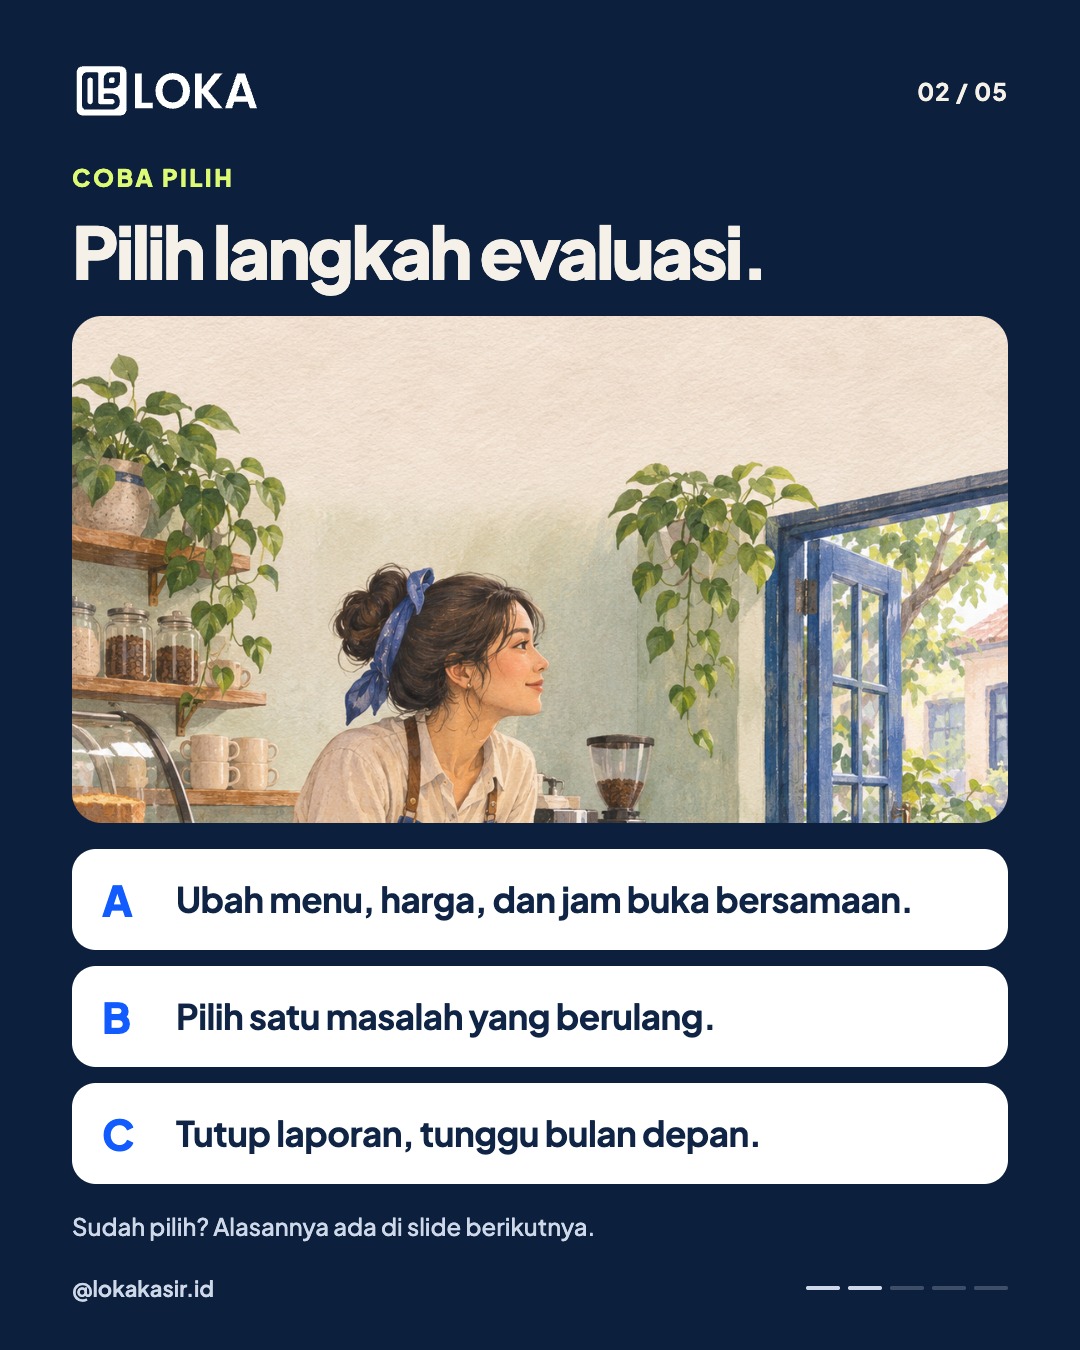 LOKA
02 / 05
COBA PILIH
Pilih langkah evaluasi.
A Ubah menu, harga, dan jam buka bersamaan.
B Pilih satu masalah yang berulang.
C Tutup laporan, tunggu bulan depan.
Sudah pilih? Alasannya ada di slide berikutnya.
@lokakasir.id